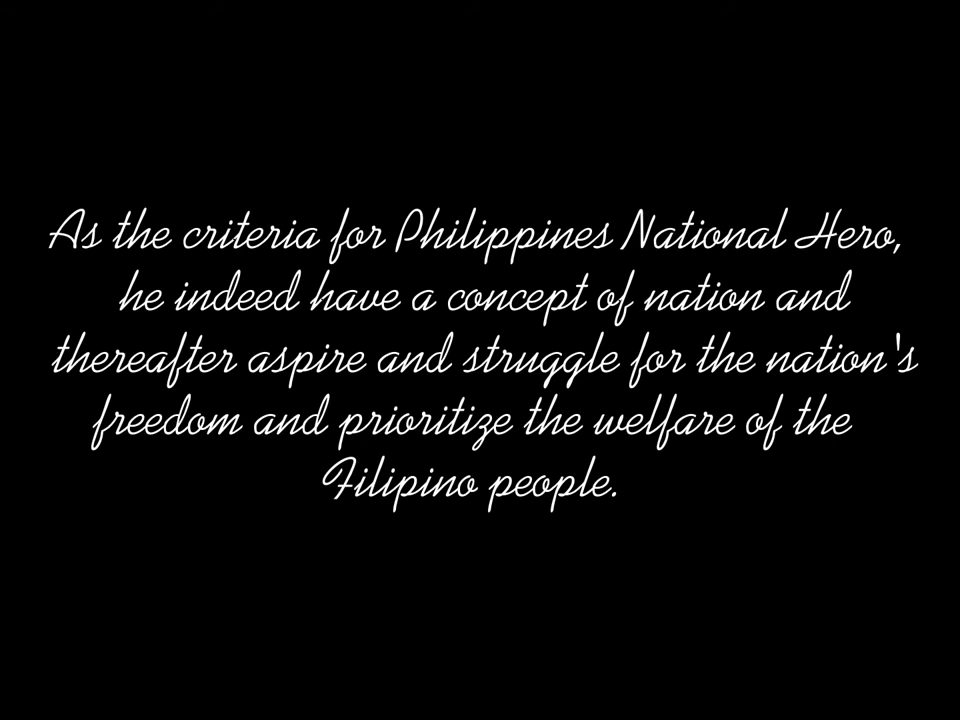 As the criteria for Philippines National Hero,
he indeed have a concept of nation and
thereafter aspire and struggle for the nation's
freedom and prioritize the welfare of the
Filipino people.